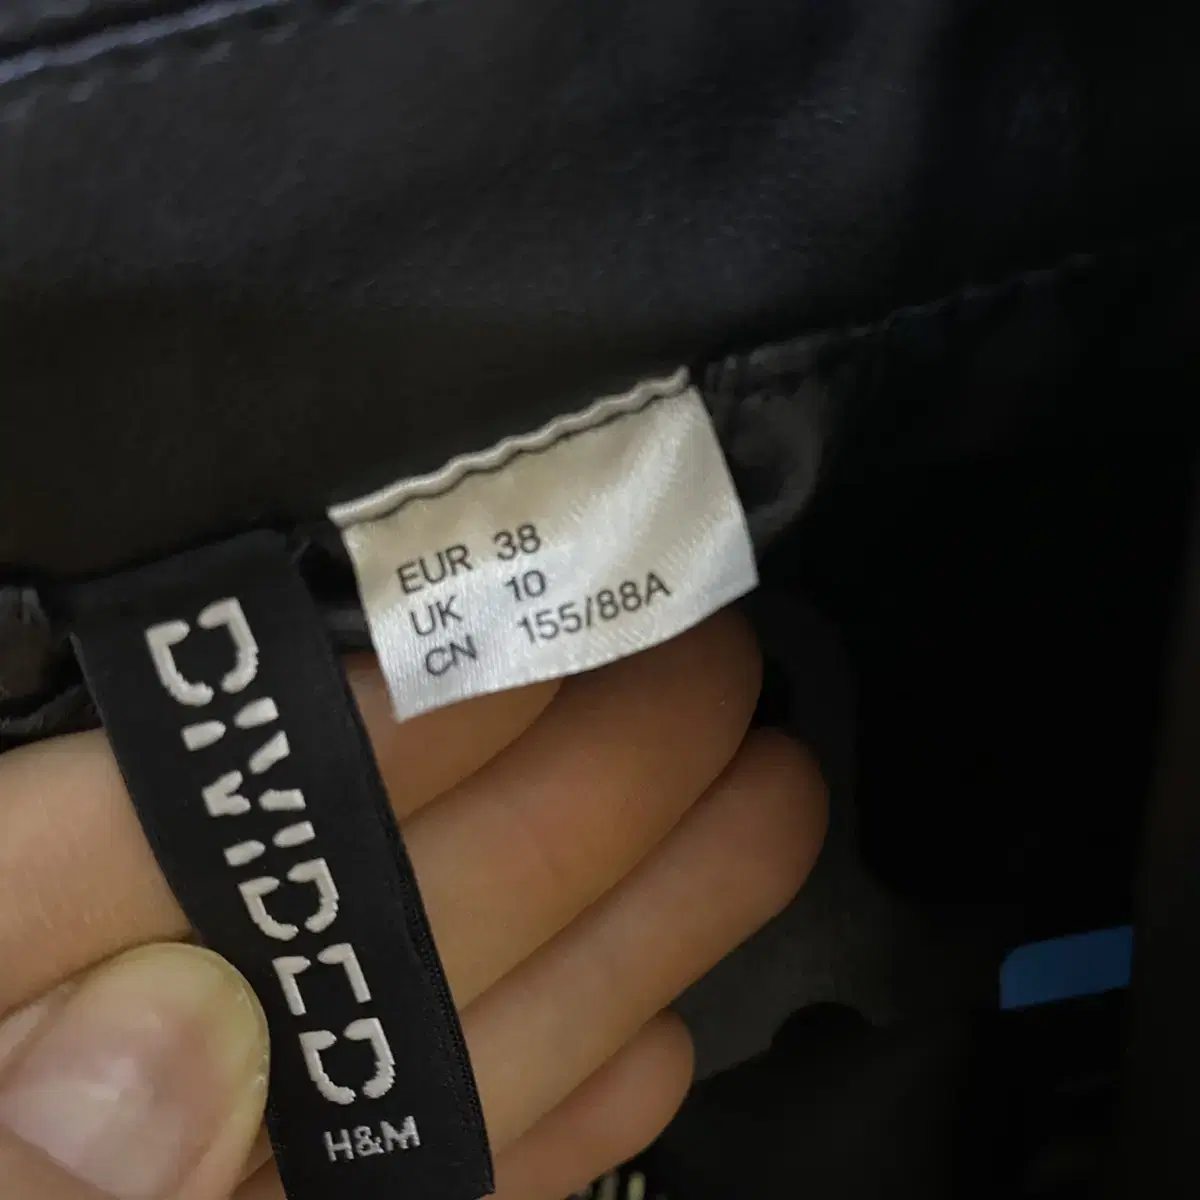 EUR 38
UK 10
CN 155/88A
DIVIDED
H&M